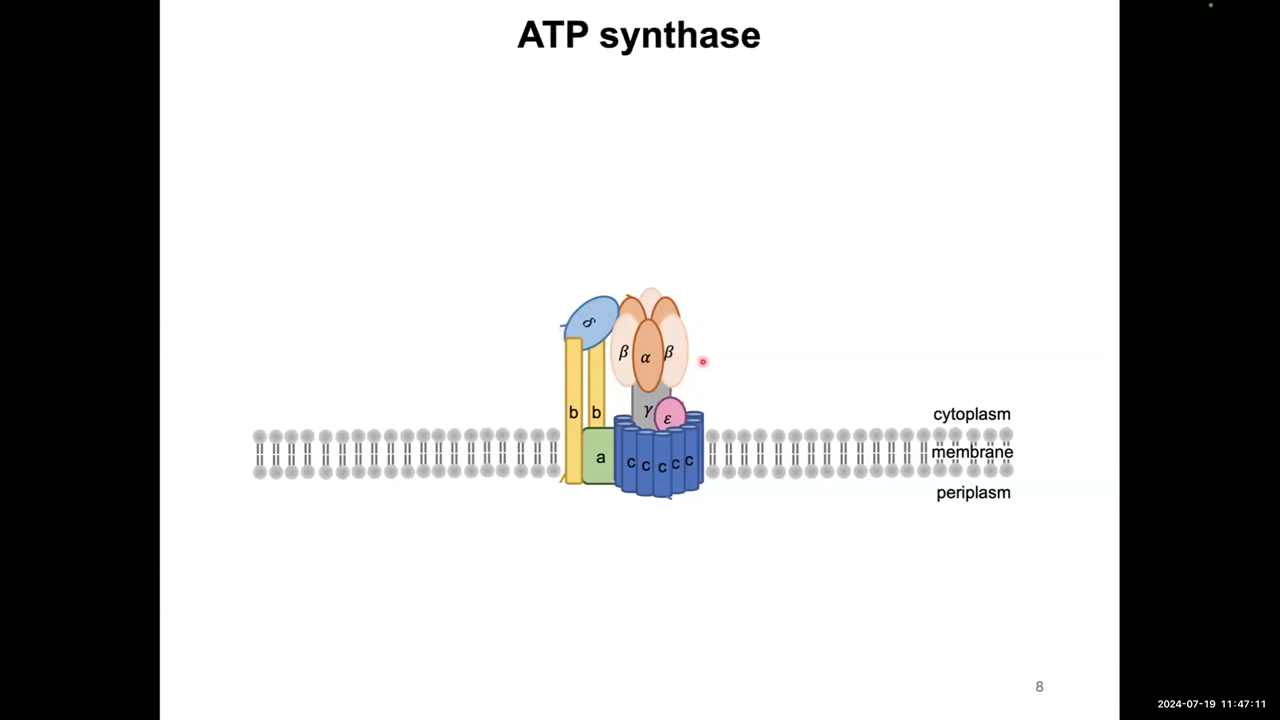 ATP synthase
δ
β α β
b b γ ε
cytoplasm
a c c c c c
membrane
periplasm
8
2024-07-19 11:47:11